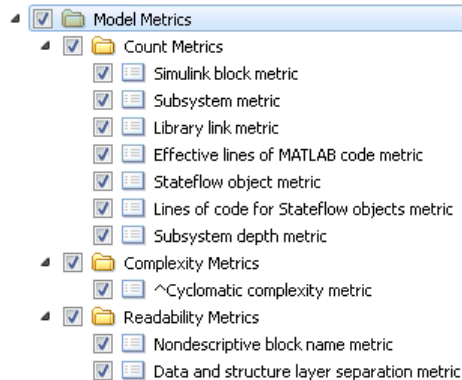 Model Metrics
Count Metrics
Simulink block metric
Subsystem metric
Library link metric
Effective lines of MATLAB code metric
Stateflow object metric
Lines of code for Stateflow objects metric
Subsystem depth metric
Complexity Metrics
^Cyclomatic complexity metric
Readability Metrics
Nondescriptive block name metric
Data and structure layer separation metric